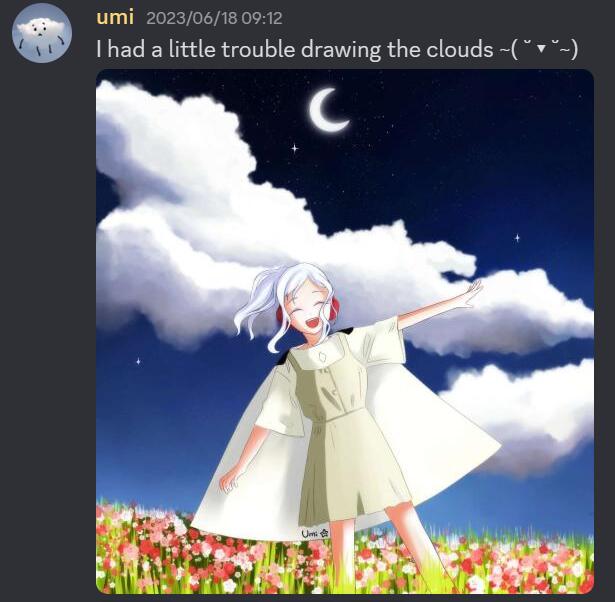 umi 2023/06/18 09:12
I had a little trouble drawing the clouds ~( ˘ ▾ ˘~)
Umi